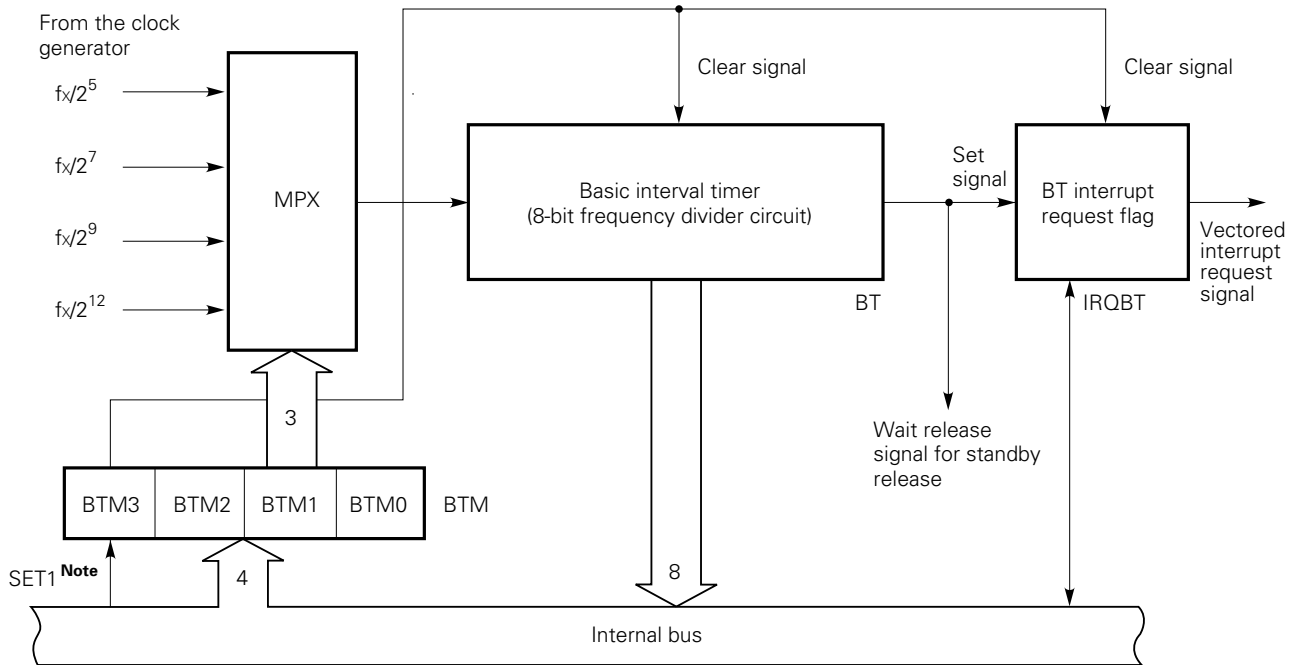 From the clock
generator
fx/2^5
fx/2^7
fx/2^9
fx/2^12
MPX
Clear signal
Clear signal
Basic interval timer
(8-bit frequency divider circuit)
BT
Set
signal
BT interrupt
request flag
IRQBT
Vectored
interrupt
request
signal
Wait release
signal for standby
release
3
BTM3 BTM2 BTM1 BTM0 BTM
SET1 Note
4
8
Internal bus